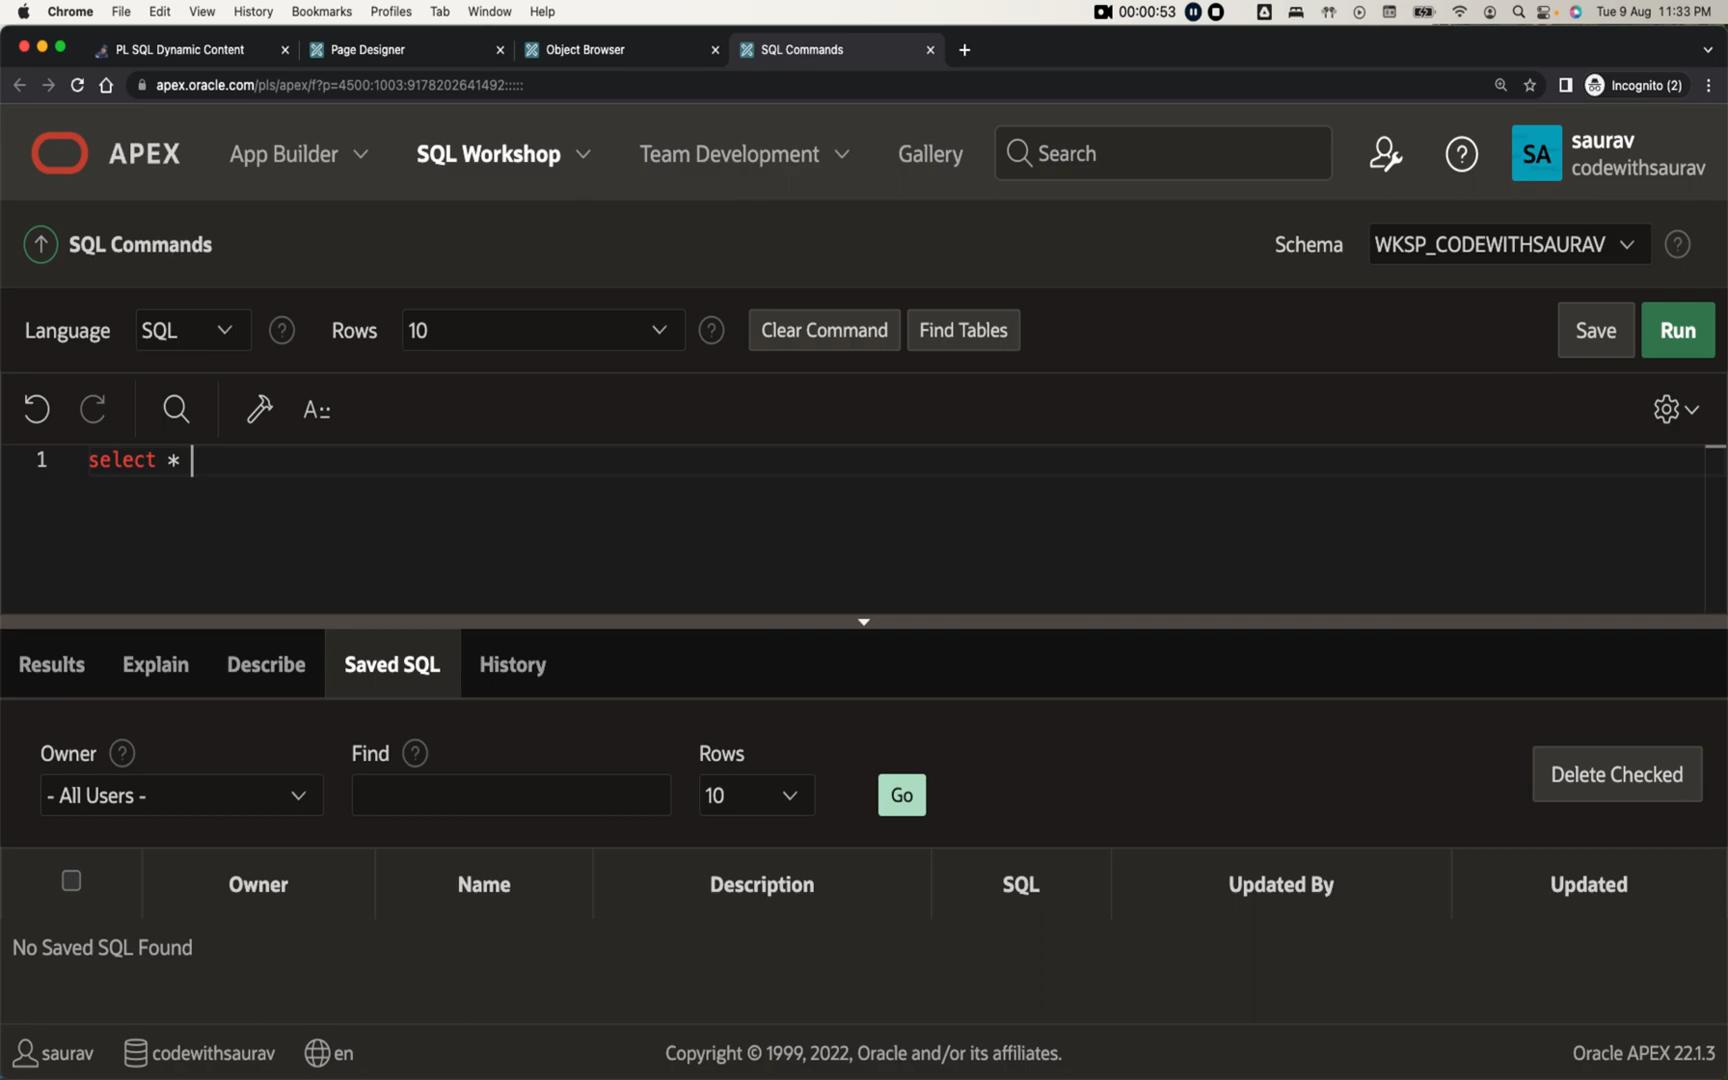 Chrome File Edit View History Bookmarks Profiles Tab Window Help 00:00:53 Tue 9 Aug 11:33 PM
PL SQL Dynamic Content Page Designer Object Browser SQL Commands
apex.oracle.com/pls/apex/f?p=4500:1003:9178202641492::::: Incognito (2)
APEX App Builder SQL Workshop Team Development Gallery Search ? SA saurav
codewithsaurav
SQL Commands Schema WKSP_CODEWITHSAURAV ?
Language SQL ? Rows 10 ? Clear Command Find Tables Save Run
A::
1 select *
Results Explain Describe Saved SQL History
Owner ? Find ? Rows
- All Users - 10 Go Delete Checked
Owner Name Description SQL Updated By Updated
No Saved SQL Found
saurav codewithsaurav en Copyright © 1999, 2022, Oracle and/or its affiliates. Oracle APEX 22.1.3